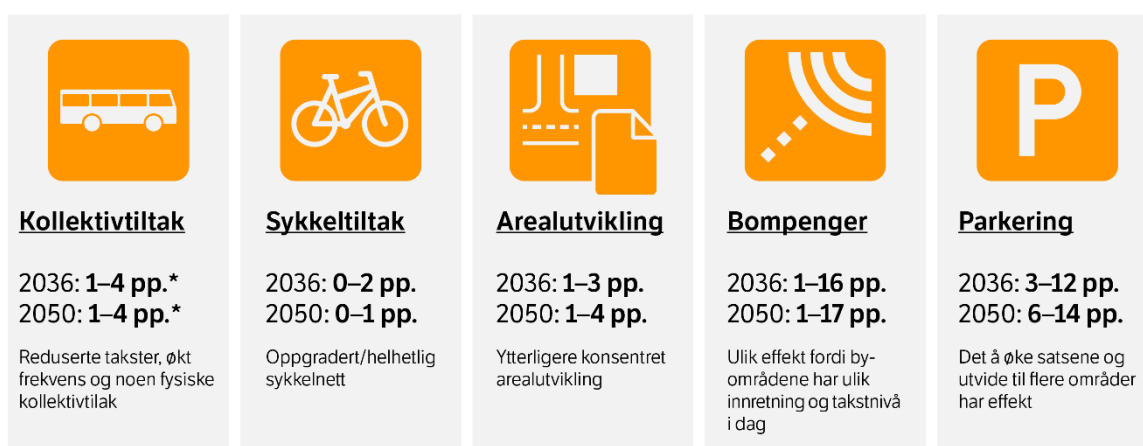 P
Kollektivtiltak
2036: 1–4 pp.*
2050: 1–4 pp.*
Reduserte takster, økt
frekvens og noen fysiske
kollektivtilak
Sykkeltiltak
2036: 0–2 pp.
2050: 0–1 pp.
Oppgradert/helhetlig
sykkelnett
Arealutvikling
2036: 1–3 pp.
2050: 1–4 pp.
Ytterligere konsentret
arealutvikling
Bompenger
2036: 1–16 pp.
2050: 1–17 pp.
Ulik effekt fordi by-
områdene har ulik
innretning og takstnivå
i dag
Parkering
2036: 3–12 pp.
2050: 6–14 pp.
Det å øke satsene og
utvide til flere områder
har effekt